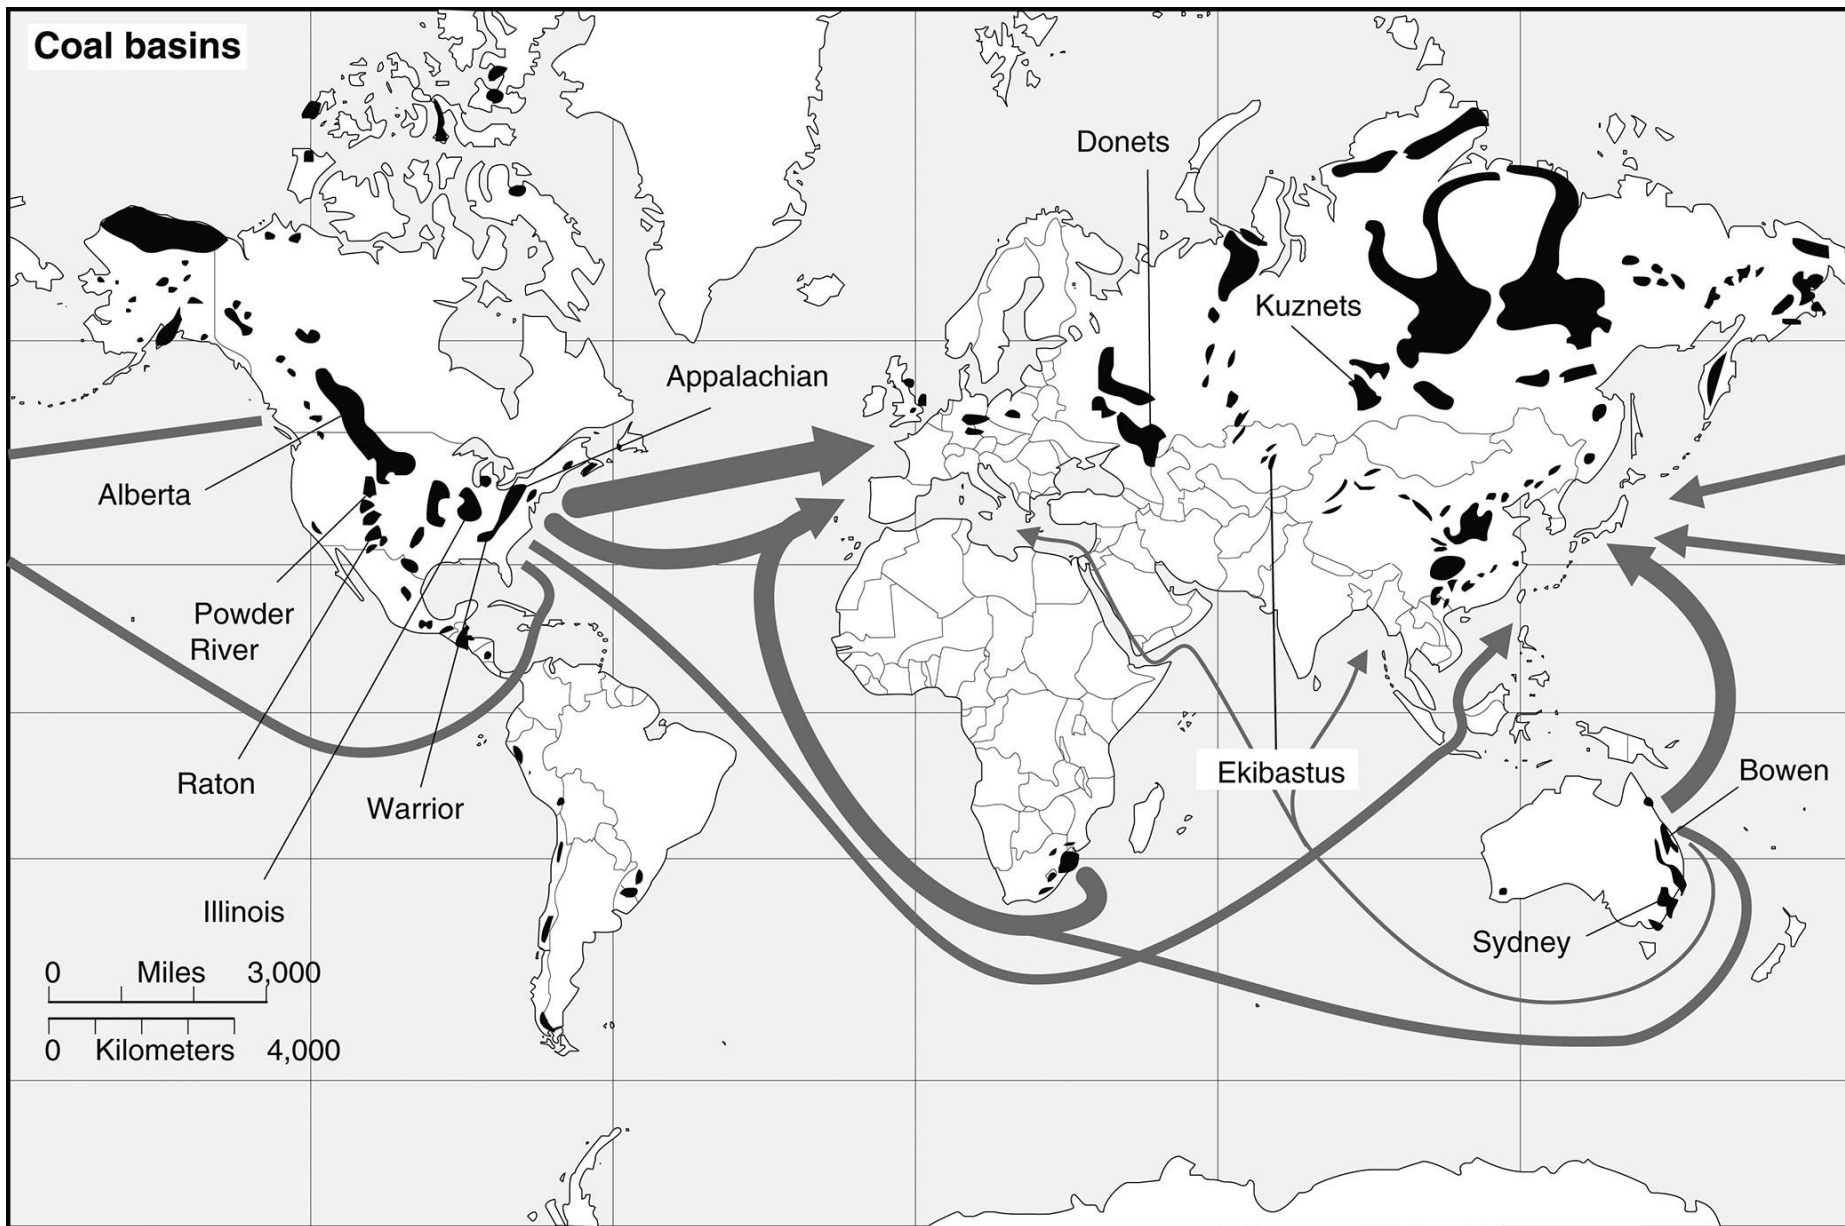 Coal basins
Donets
Kuznets
Appalachian
Alberta
Powder
River
Raton
Warrior
Illinois
Ekibastus
Bowen
Sydney
0 Miles 3,000
0 Kilometers 4,000